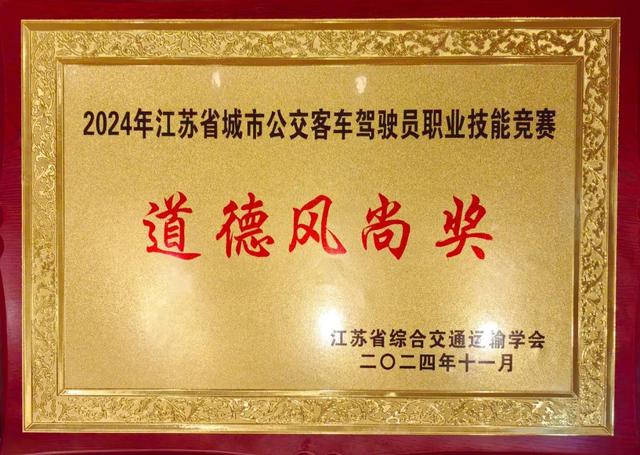 2024年江苏省城市公交客车驾驶员职业技能竞赛
道德风尚奖
江苏省综合交通运输学会
二〇二四年十一月